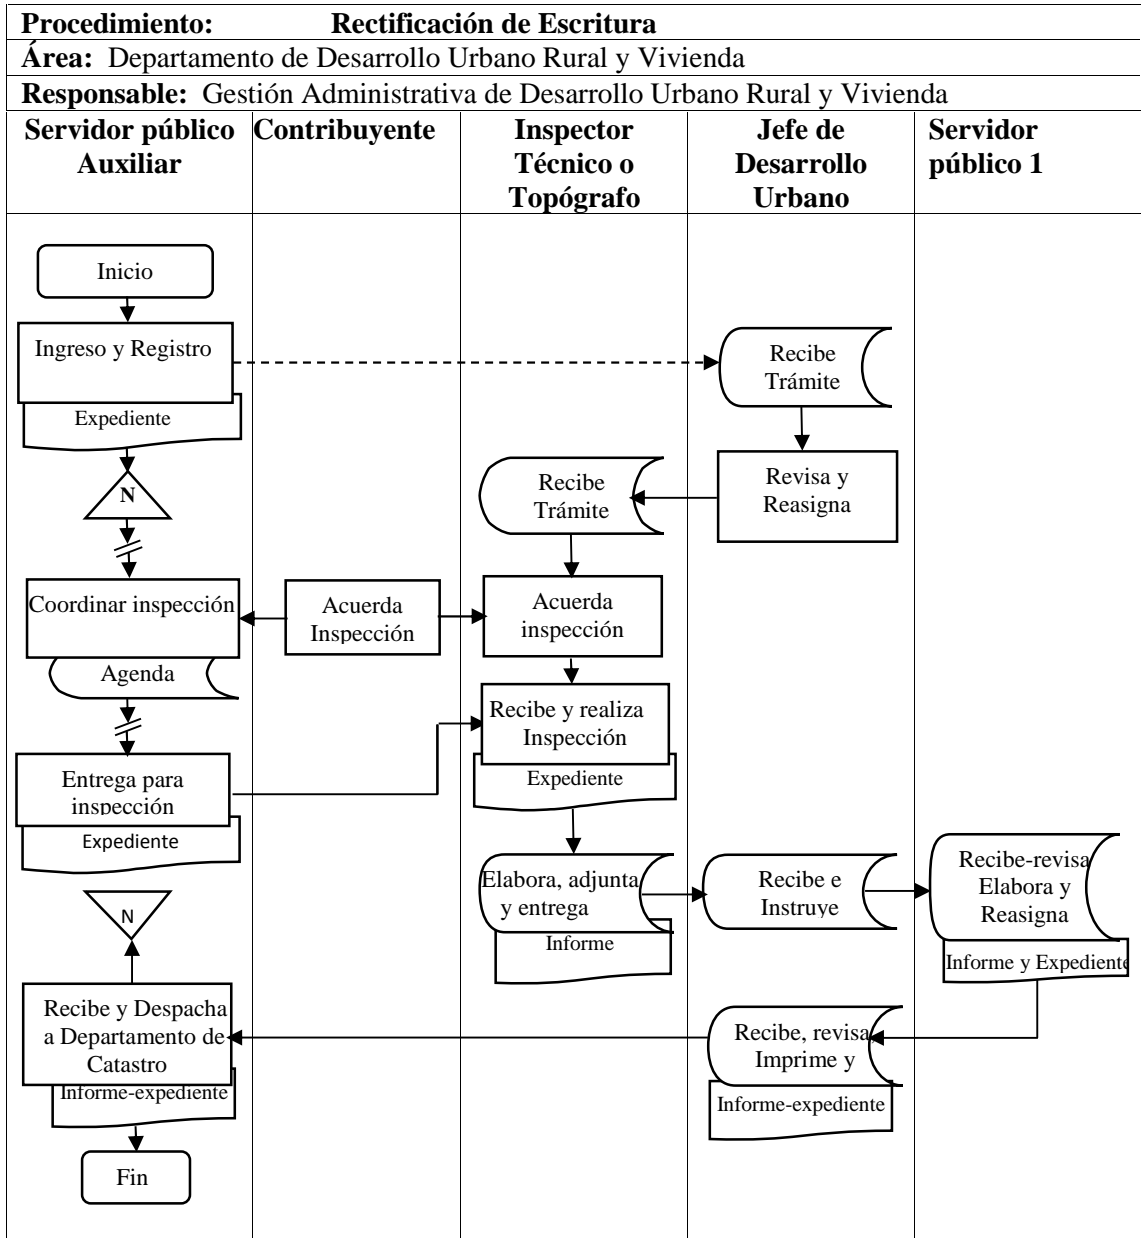 Procedimiento: Rectificación de Escritura
Área: Departamento de Desarrollo Urbano Rural y Vivienda
Responsable: Gestión Administrativa de Desarrollo Urbano Rural y Vivienda
Servidor público
Auxiliar
Contribuyente
Inspector
Técnico o
Topógrafo
Jefe de
Desarrollo
Urbano
Servidor
público 1
Inicio
Ingreso y Registro
Expediente
Recibe
Trámite
N
Recibe
Trámite
Revisa y
Reasigna
Coordinar inspección
Agenda
Acuerda
Inspección
Acuerda
inspección
Recibe y realiza
Inspección
Expediente
Entrega para
inspección
Expediente
Elabora, adjunta
y entrega
Informe
Recibe e
Instruye
Recibe-revisa
Elabora y
Reasigna
Informe y Expediente
N
Recibe y Despacha
a Departamento de
Catastro
Informe-expediente
Recibe, revisa,
Imprime y
Informe-expediente
Fin